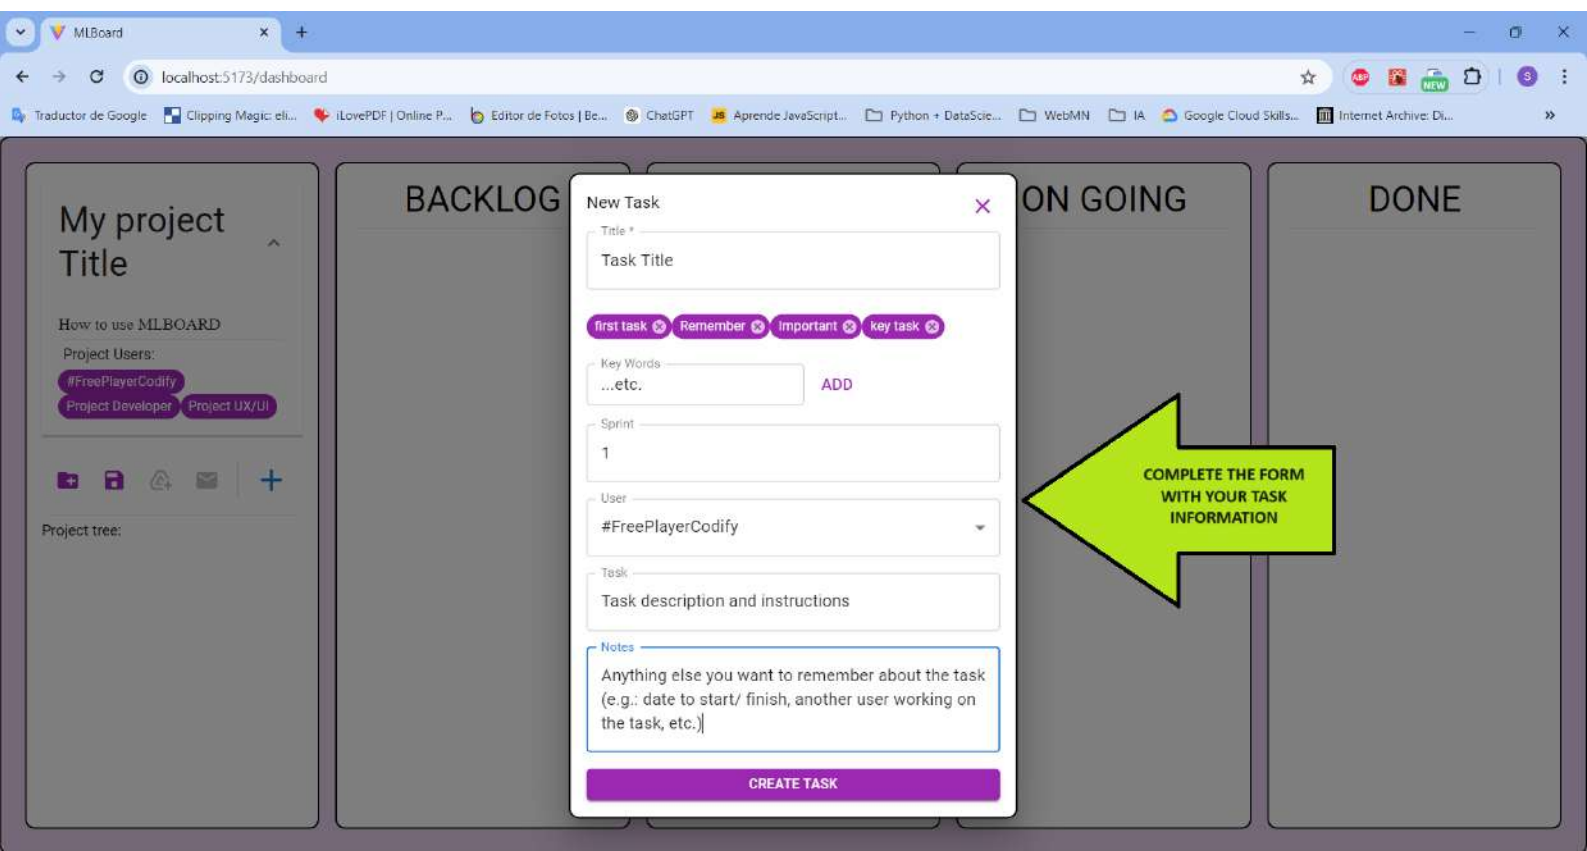 MLBoard
localhost:5173/dashboard
ABP
NEW
S
Traductor de Google
Clipping Magic: eli...
iLovePDF | Online P...
Editor de Fotos | Be...
ChatGPT
JS
Aprende JavaScript...
Python + DataScie...
WebMN
IA
Google Cloud Skills...
Internet Archive: Di...
My project
Title
How to use MLBOARD
Project Users:
#FreePlayerCodify
Project Developer
Project UX/UI
Project tree:
BACKLOG
ON GOING
DONE
New Task
Title *
Task Title
first task
Remember
Important
key task
Key Words
...etc.
ADD
Sprint
1
User
#FreePlayerCodify
Task
Task description and instructions
Notes
Anything else you want to remember about the task
(e.g.: date to start/ finish, another user working on
the task, etc.)
CREATE TASK
COMPLETE THE FORM
WITH YOUR TASK
INFORMATION